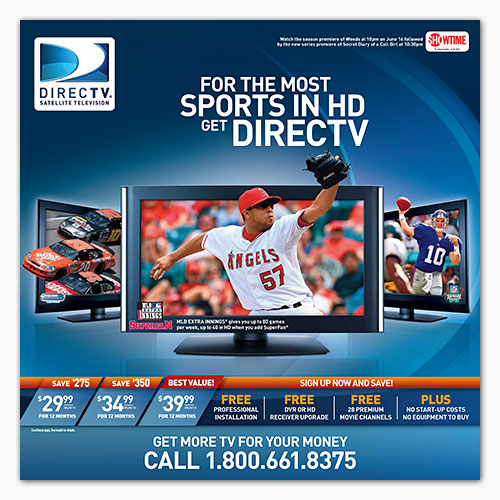 Watch the season premiere of Weeds at 10pm on June 16 followed
by the new series premiere of Secret Diary of a Call Girl at 10:30pm
SHOWTIME
DIRECTV
SATELLITE TELEVISION
FOR THE MOST
SPORTS IN HD
GET DIRECTV
10
ANGELS
57
10
MLB EXTRA INNINGS
SUPERFAN
MLB EXTRA INNINGS® gives you up to 80 games
per week, up to 40 in HD when you add SuperFan®
SAVE $275
SAVE $350
BEST VALUE!
SIGN UP NOW AND SAVE!
$29.99
FOR 12 MONTHS
$34.99
FOR 12 MONTHS
$39.99
FOR 12 MONTHS
FREE
PROFESSIONAL
INSTALLATION
FREE
DVR OR HD
RECEIVER UPGRADE
FREE
28 PREMIUM
MOVIE CHANNELS
PLUS
NO START-UP COSTS
NO EQUIPMENT TO BUY
GET MORE TV FOR YOUR MONEY
CALL 1.800.661.8375